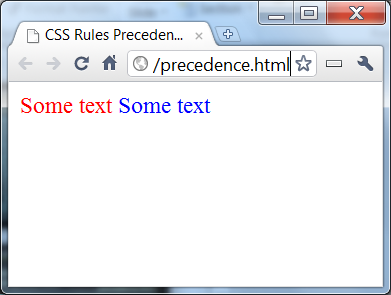 CSS Rules Preceden...
/precedence.html
Some text Some text